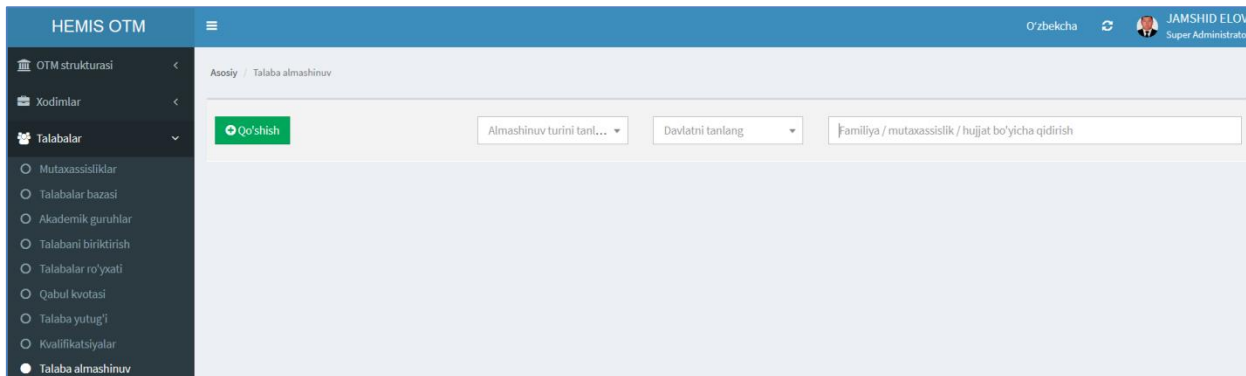 HEMIS OTM
O'zbekcha
JAMSHID ELOV
Super Administrato
OTM strukturasi
Asosiy / Talaba almashinuv
Xodimlar
Talabalar
Qo'shish
Almashinuv turini tanl...
Davlatni tanlang
Familiya / mutaxassislik / hujjat bo'yicha qidirish
Mutaxassisliklar
Talabalar bazasi
Akademik guruhlar
Talabani biriktirish
Talabalar ro'yxati
Qabul kvotasi
Talaba yutug'i
Kvalifikatsiyalar
Talaba almashinuv